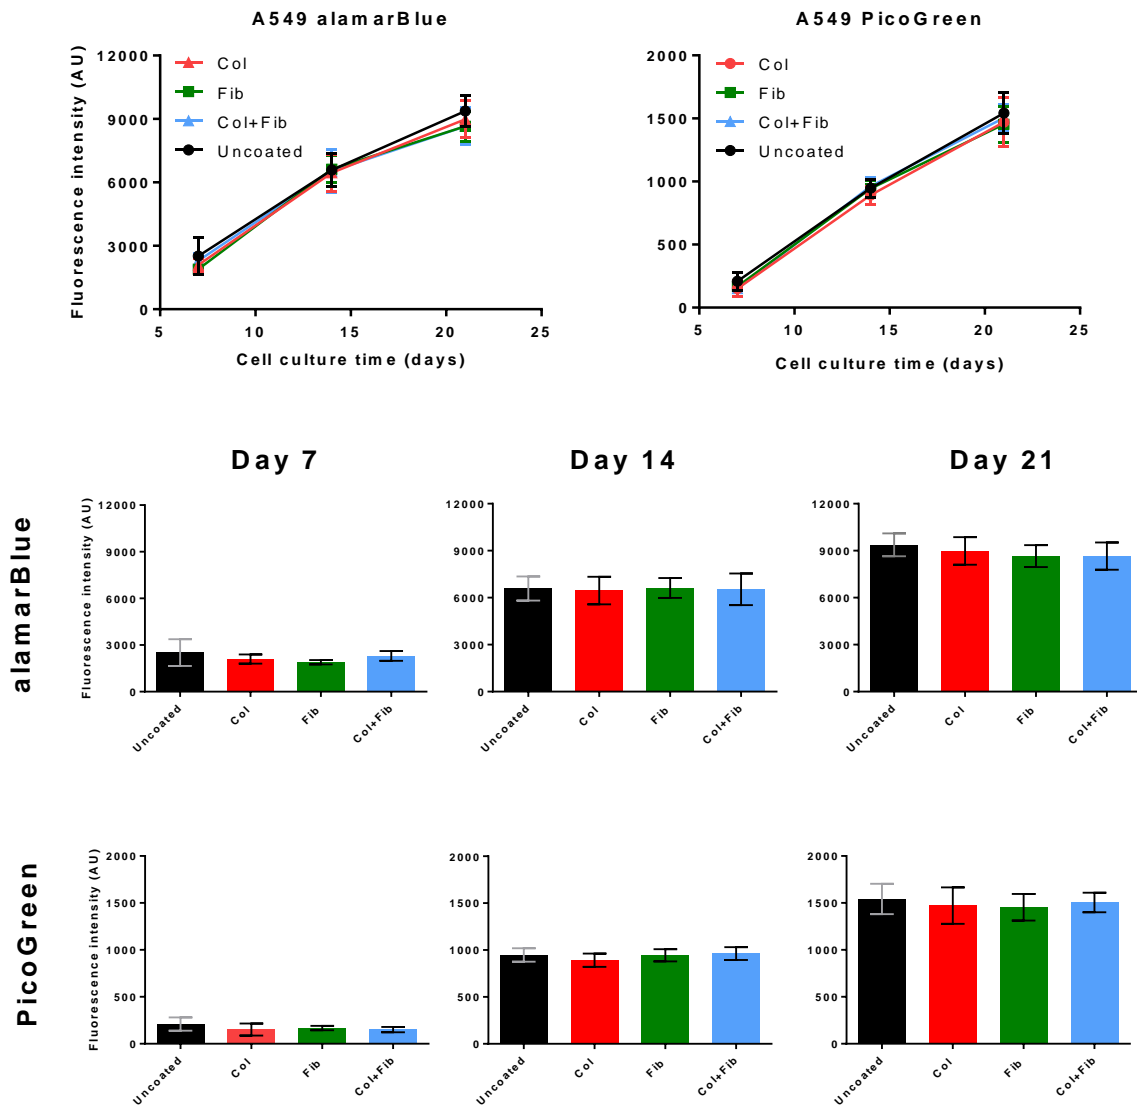 A549 alamarBlue
Fluorescence intensity (AU)
12000
9000
6000
3000
0
Col
Fib
Col+Fib
Uncoated
5 10 15 20 25
Cell culture time (days)
A549 PicoGreen
2000
1500
1000
500
0
Col
Fib
Col+Fib
Uncoated
5 10 15 20 25
Cell culture time (days)
Day 7 Day 14 Day 21
alamarBlue
Fluorescence intensity (AU)
12000
9000
6000
3000
0
Uncoated Col Fib Col+Fib
12000
9000
6000
3000
0
Uncoated Col Fib Col+Fib
12000
9000
6000
3000
0
Uncoated Col Fib Col+Fib
PicoGreen
Fluorescence intensity (AU)
2000
1500
1000
500
0
Uncoated Col Fib Col+Fib
2000
1500
1000
500
0
Uncoated Col Fib Col+Fib
2000
1500
1000
500
0
Uncoated Col Fib Col+Fib